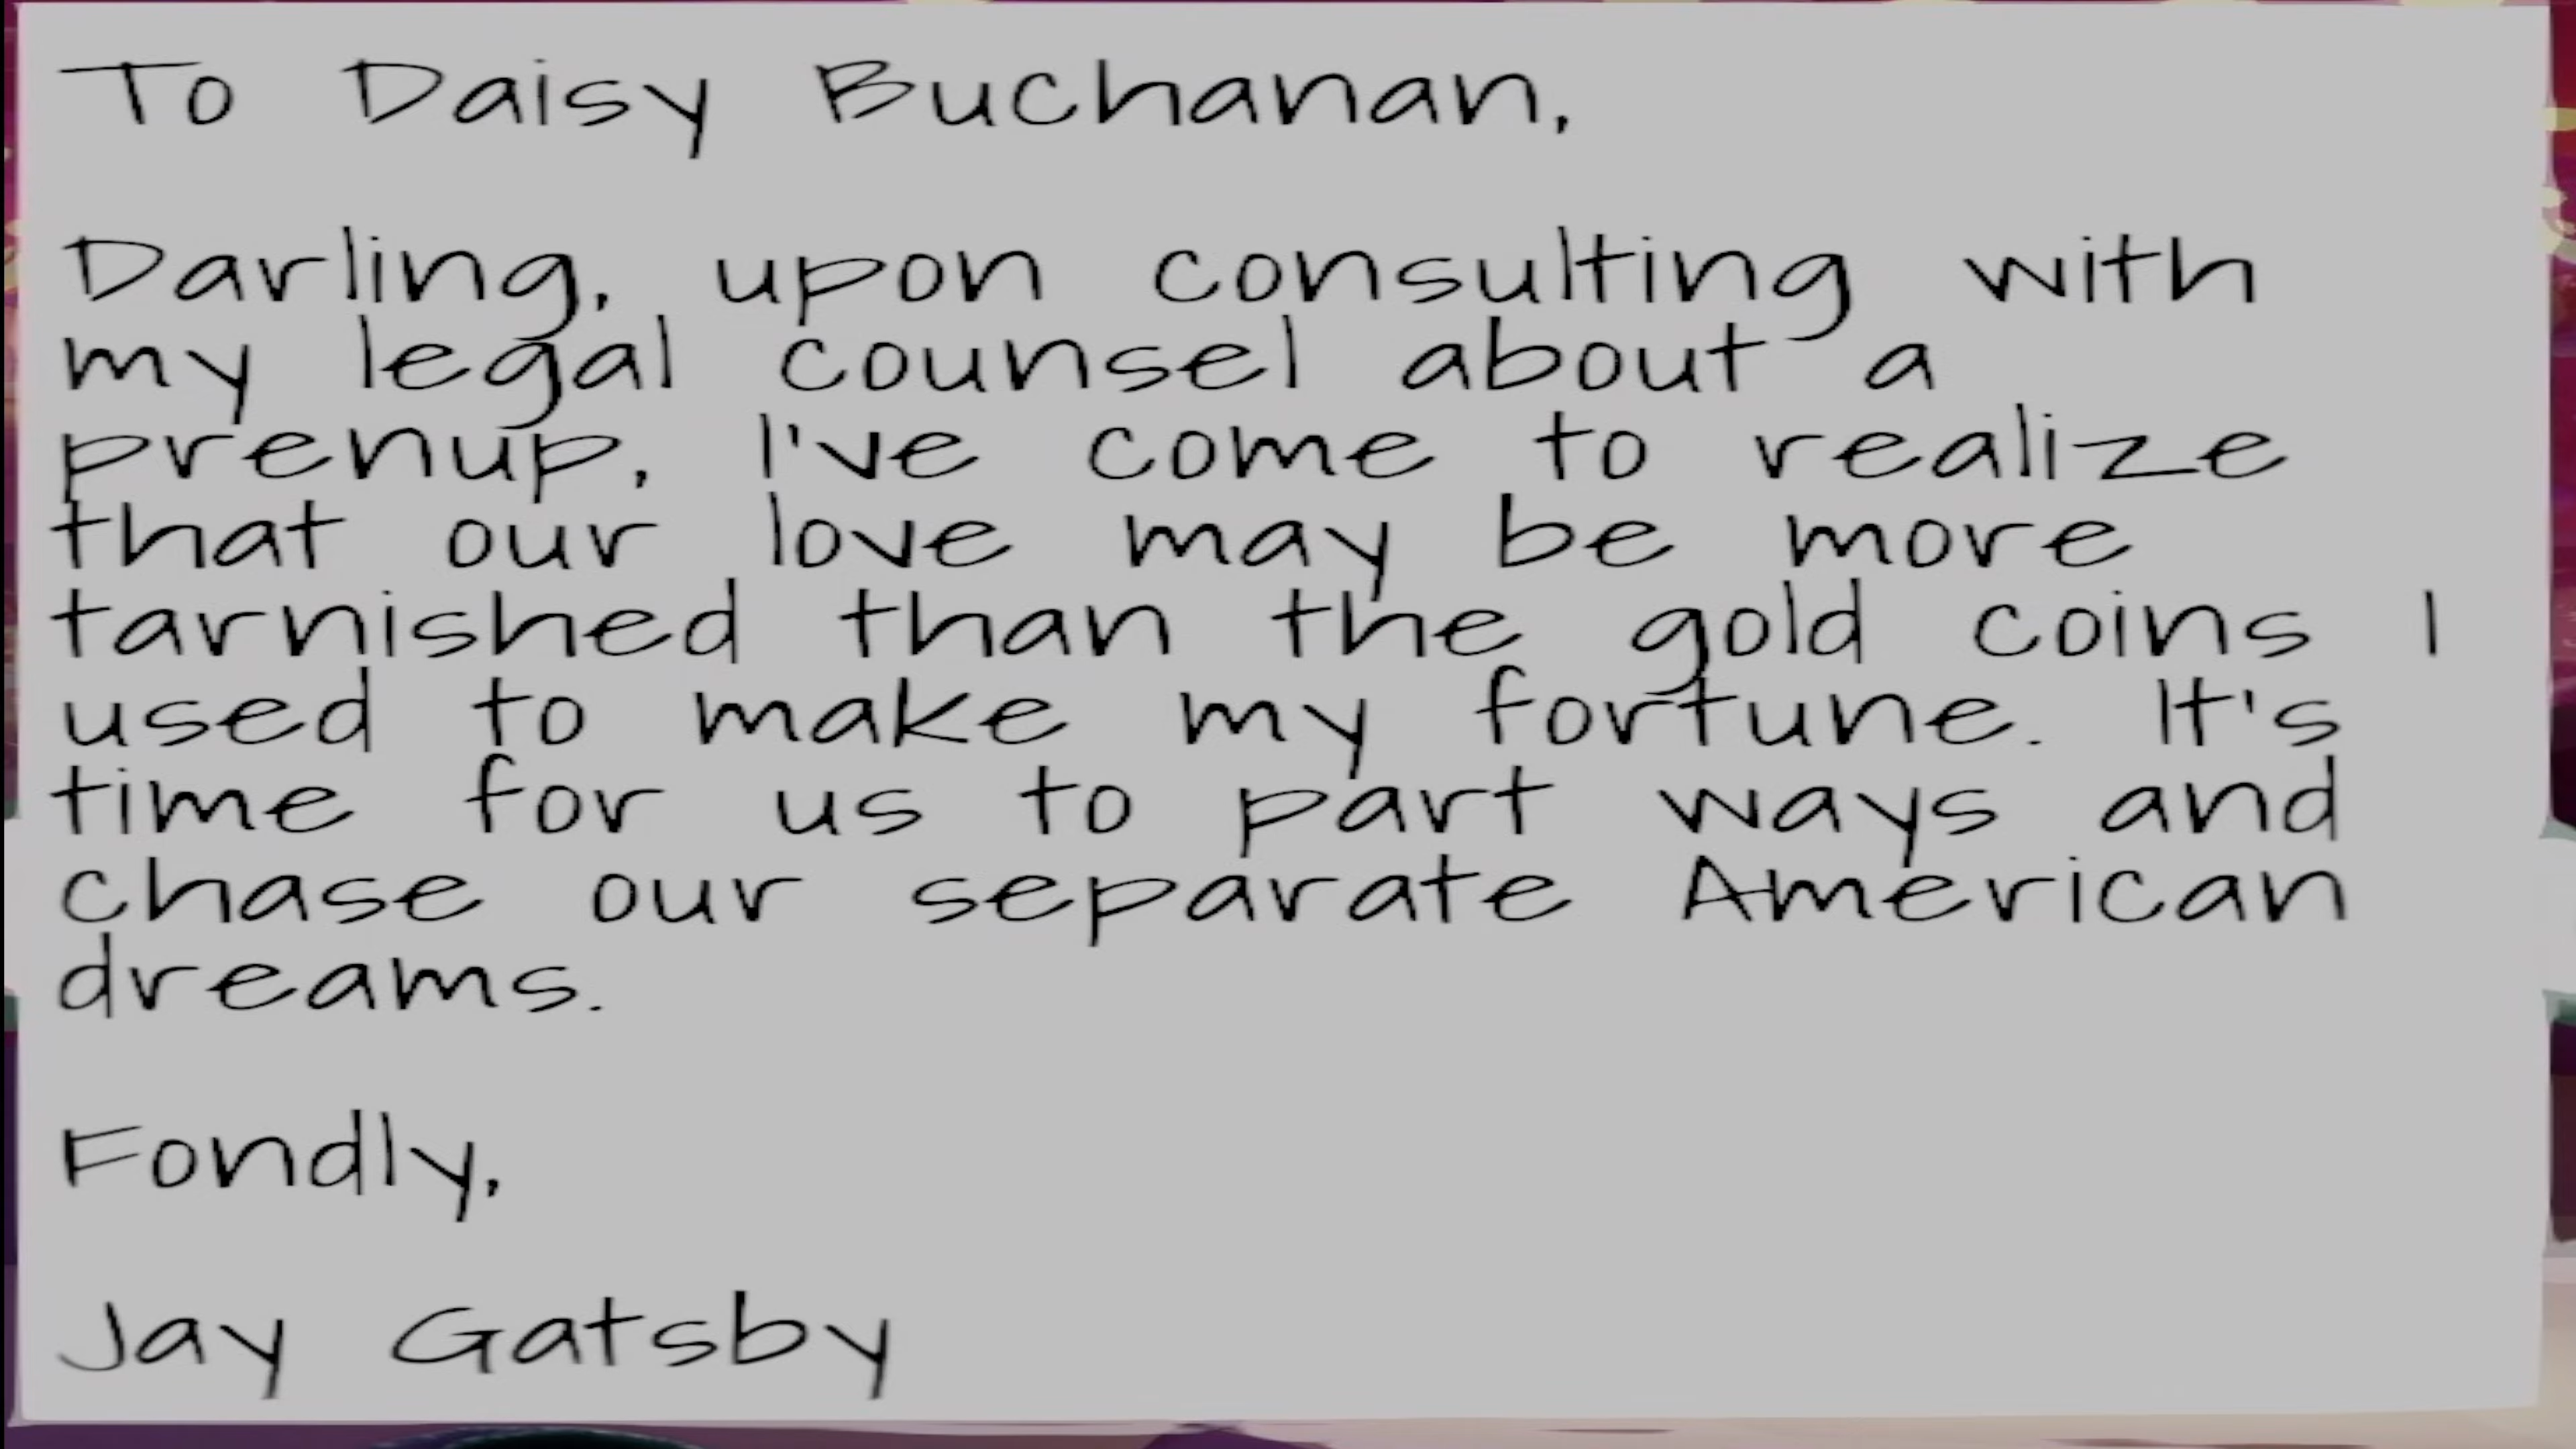 To Daisy Buchanan,
Darling, upon consulting with
my legal counsel about a
prenup, I've come to realize
that our love may be more
tarnished than the gold coins I
used to make my fortune. It's
time for us to part ways and
chase our separate American
dreams.
Fondly,
Jay Gatsby